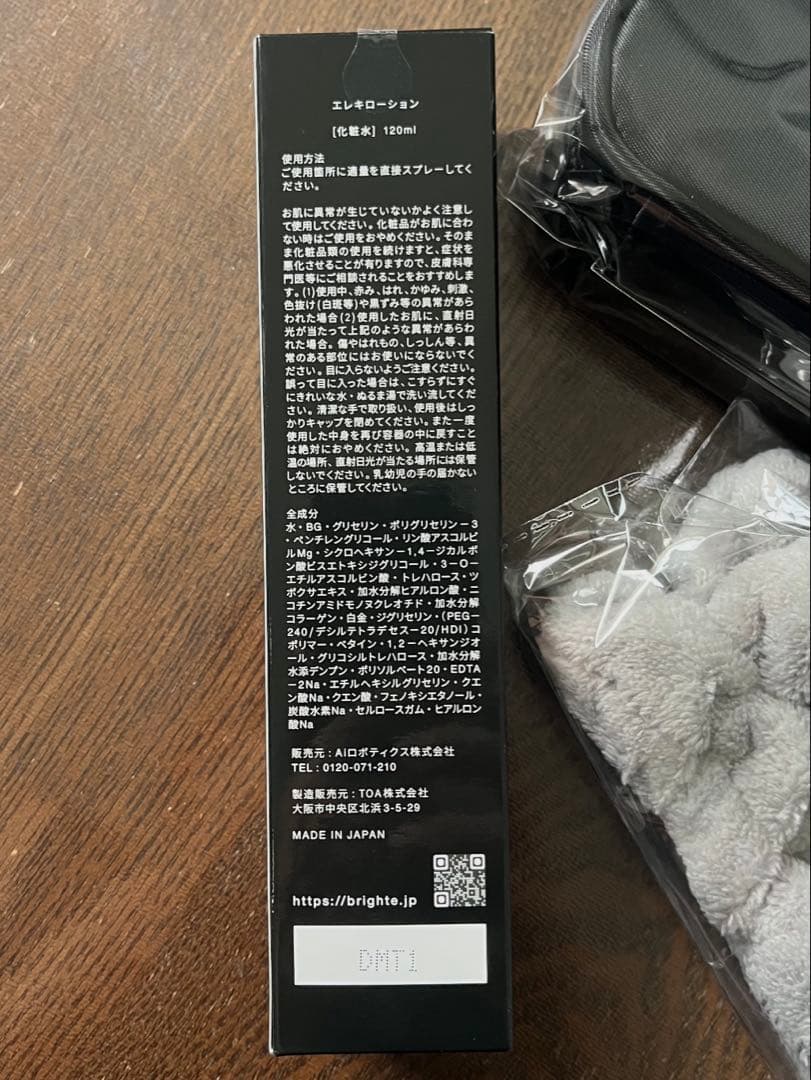 エレキローション
[化粧水] 120ml
使用方法
ご使用箇所に適量を直接スプレーしてく
ださい。
お肌に異常が生じていないかよく注意し
て使用してください。化粧品がお肌に合わ
ない時はご使用をおやめください。そのま
ま化粧品類の使用を続けますと、症状を
悪化させることが有りますので、皮膚科専
門医等にご相談されることをおすすめしま
す。(1)使用中、赤み、はれ、かゆみ、刺激、
色抜け(白斑等)や黒ずみ等の異常があら
われた場合(2)使用したお肌に、直射日
光が当たって上記のような異常があらわ
れた場合。傷やはれもの、しっしん等、異
常のある部位にはお使いにならないでく
ださい。目に入らないようご注意ください。
誤って目に入った場合は、こすらずにすぐ
にきれいな水・ぬるま湯で洗い流してくだ
さい。清潔な手で取り扱い、使用後はしっ
かりキャップを閉めてください。また一度
使用した中身を再び容器の中に戻すこと
は絶対におやめください。高温または低
温の場所、直射日光が当たる場所には保管
しないでください。乳幼児の手の届かない
ところに保管してください。
全成分
水・BG・グリセリン・ポリグリセリン－3
・ペンチレングリコール・リン酸アスコルビ
ルMg・シクロヘキサン－1,4－ジカルボ
ン酸ビスエトキシジグリコール・3－O－
エチルアスコルビン酸・トレハロース・ツ
ボクサエキス・加水分解ヒアルロン酸・ニ
コチンアミドモノヌクレオチド・加水分解
コラーゲン・白金・ジグリセリン・(PEG－
240/デシルテトラデセス－20/HDI)コ
ポリマー・ベタイン・1,2－ヘキサンジオ
ール・グリコシルトレハロース・加水分解
水添デンプン・ポリソルベート20・EDTA
－2Na・エチルヘキシルグリセリン・クエ
ン酸Na・クエン酸・フェノキシエタノール・
炭酸水素Na・セルロースガム・ヒアルロン
酸Na
販売元：AIロボティクス株式会社
TEL：0120-071-210
製造販売元：TOA株式会社
大阪市中央区北浜3-5-29
MADE IN JAPAN
https://brighte.jp
DMT1